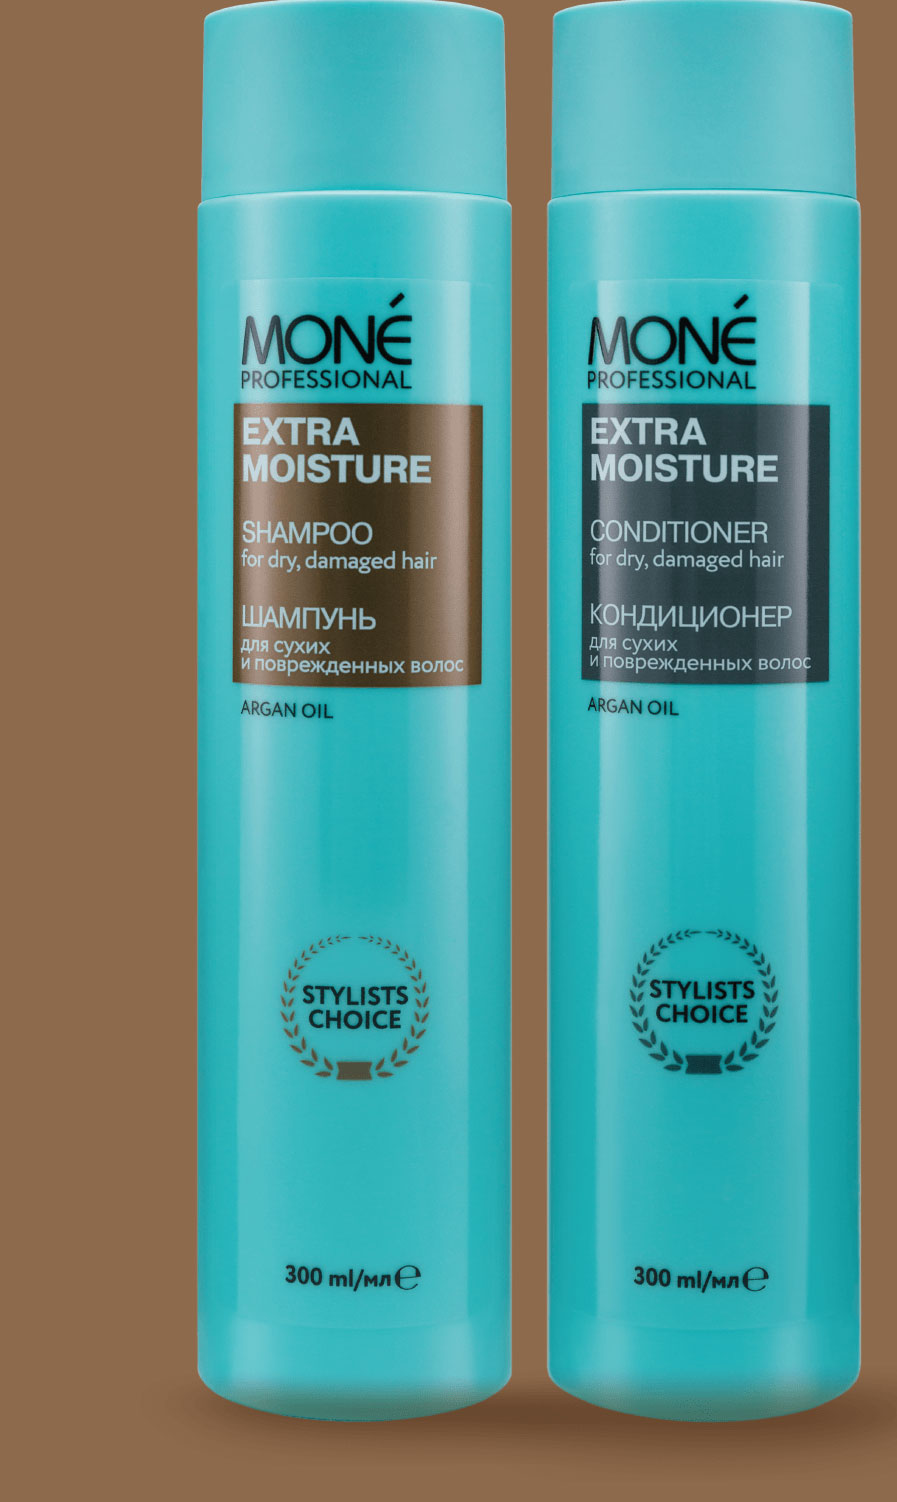 MONÉ
PROFESSIONAL
EXTRA
MOISTURE
SHAMPOO
for dry, damaged hair
ШАМПУНЬ
для сухих
и поврежденных волос
ARGAN OIL
STYLISTS
CHOICE
300 ml/мл℮
MONÉ
PROFESSIONAL
EXTRA
MOISTURE
CONDITIONER
for dry, damaged hair
КОНДИЦИОНЕР
для сухих
и поврежденных волос
ARGAN OIL
STYLISTS
CHOICE
300 ml/мл℮